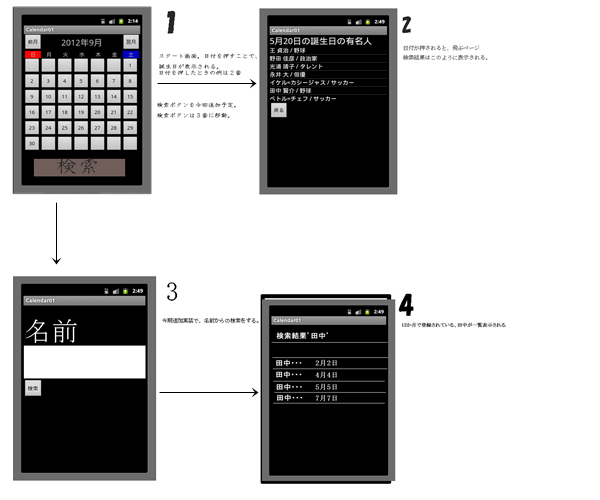 2:14
Calendar01
前月
2012年9月
翌月
日 月 火 水 木 金 土
1
2 3 4 5 6 7 8
9 10 11 12 13 14 15
16 17 18 19 20 21 22
23 24 25 26 27 28 29
30
検索
1
スタート画面。日付を押すことで、
誕生日が表示される。
日付を押したときの例は2番
検索ボタンを今回追加予定。
検索ボタンは3番に移動。
2:49
Calendar01
5月20日の誕生日の有名人
王 貞治 / 野球
野田 佳彦 / 政治家
光浦 靖子 / タレント
永井 大 / 俳優
イケル=カシージャス / サッカー
田中 賢介 / 野球
ペトル=チェフ / サッカー
戻る
2
日付が押されると、飛ぶページ
検索結果はこのように表示される。
2:49
Calendar01
名前
検索
3
今期追加実装で、名前からの検索をする。
2:49
Calendar01
検索結果"田中"
田中・・・ 2月2日
田中・・・ 4月4日
田中・・・ 5月5日
田中・・・ 7月7日
4
12か月で登録されている、田中が一覧表示される